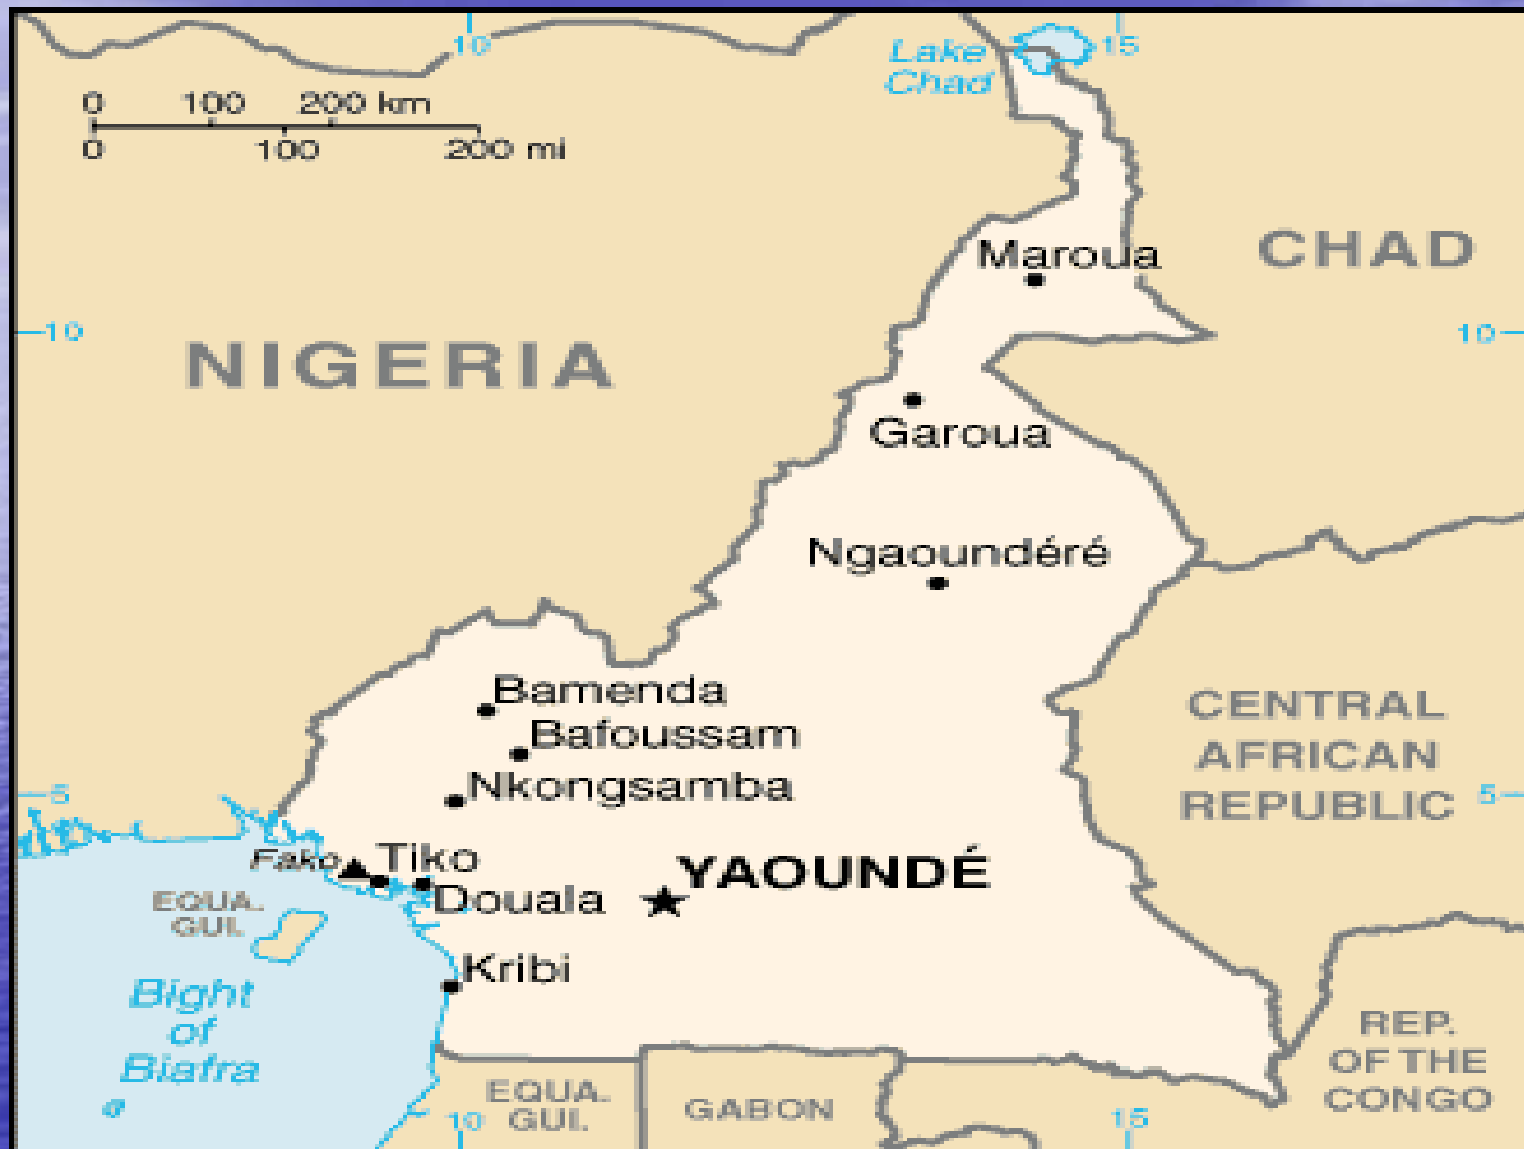 10
15
Lake
Chad
0 100 200 km
0 100 200 mi
Maroua
CHAD
10
10
NIGERIA
Garoua
Ngaoundéré
Bamenda
Bafoussam
Nkongsamba
CENTRAL
AFRICAN
REPUBLIC
5
5
Fako
Tiko
YAOUNDÉ
Douala
EQUA.
GUI.
Kribi
Bight
of
Biafra
REP.
OF THE
CONGO
EQUA.
GUI.
GABON
10
15